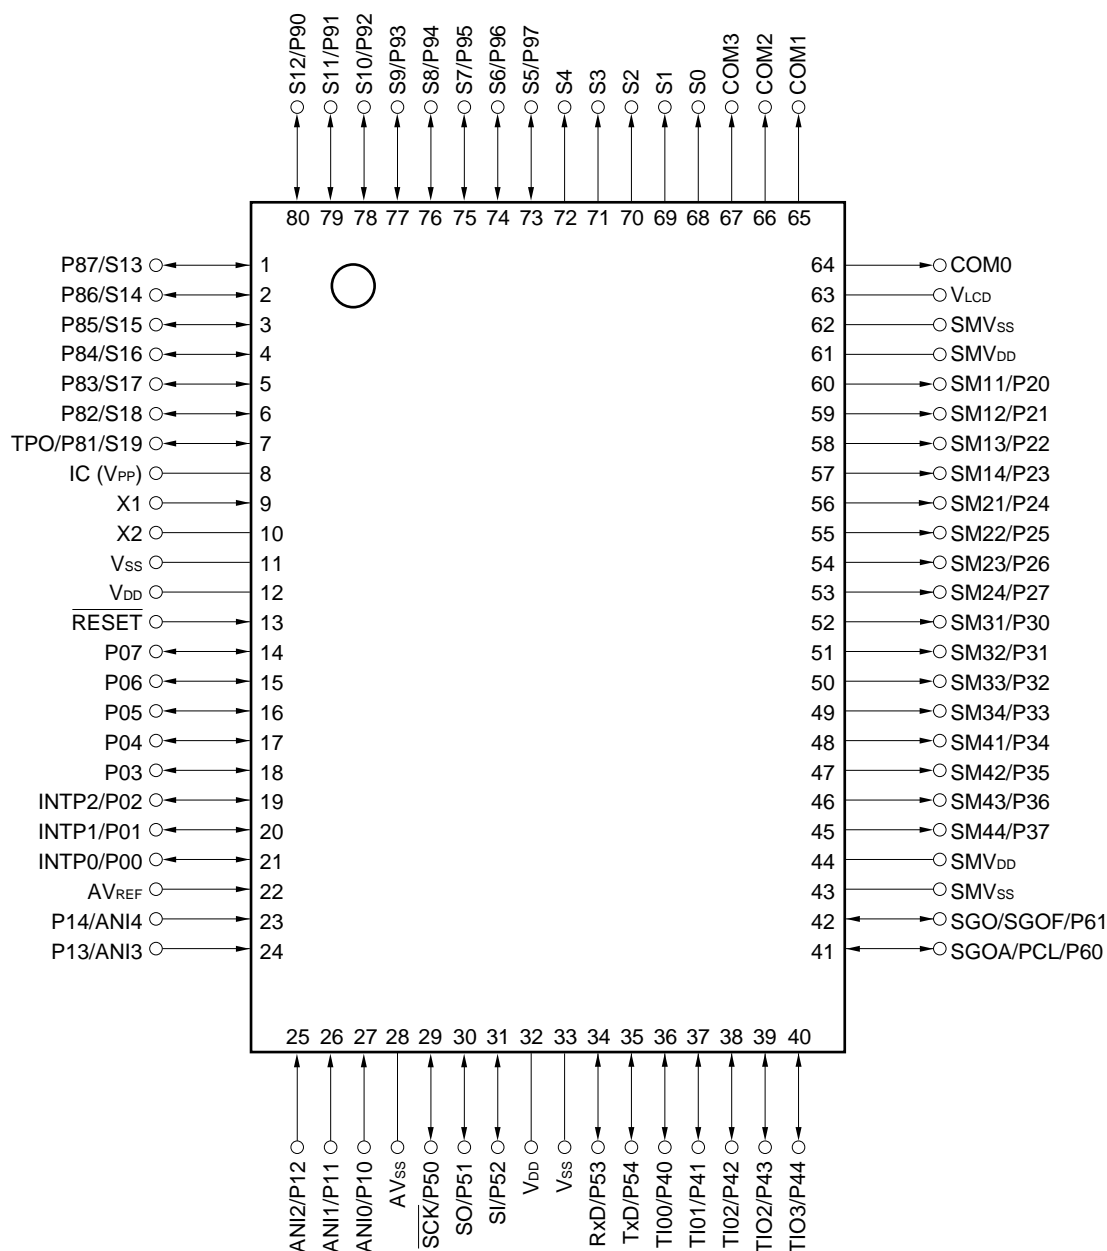 S12/P90
S11/P91
S10/P92
S9/P93
S8/P94
S7/P95
S6/P96
S5/P97
S4
S3
S2
S1
S0
COM3
COM2
COM1
80 79 78 77 76 75 74 73 72 71 70 69 68 67 66 65
P87/S13 1 64 COM0
P86/S14 2 63 VLCD
P85/S15 3 62 SMVSS
P84/S16 4 61 SMVDD
P83/S17 5 60 SM11/P20
P82/S18 6 59 SM12/P21
TPO/P81/S19 7 58 SM13/P22
IC (VPP) 8 57 SM14/P23
X1 9 56 SM21/P24
X2 10 55 SM22/P25
VSS 11 54 SM23/P26
VDD 12 53 SM24/P27
RESET 13 52 SM31/P30
P07 14 51 SM32/P31
P06 15 50 SM33/P32
P05 16 49 SM34/P33
P04 17 48 SM41/P34
P03 18 47 SM42/P35
INTP2/P02 19 46 SM43/P36
INTP1/P01 20 45 SM44/P37
INTP0/P00 21 44 SMVDD
AVREF 22 43 SMVSS
P14/ANI4 23 42 SGO/SGOF/P61
P13/ANI3 24 41 SGOA/PCL/P60
25 26 27 28 29 30 31 32 33 34 35 36 37 38 39 40
ANI2/P12
ANI1/P11
ANI0/P10
AVSS
SCK/P50
SO/P51
SI/P52
VDD
VSS
RxD/P53
TxD/P54
TI00/P40
TI01/P41
TI02/P42
TIO2/P43
TIO3/P44